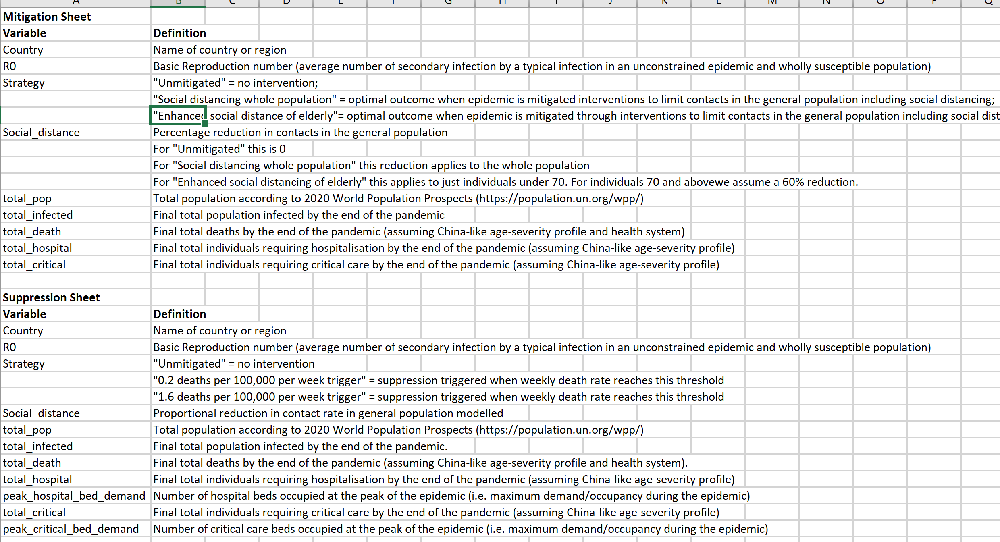 A B C D E F G H I J K L M N O P Q
Mitigation Sheet
Variable Definition
Country Name of country or region
R0 Basic Reproduction number (average number of secondary infection by a typical infection in an unconstrained epidemic and wholly susceptible population)
Strategy "Unmitigated" = no intervention;
"Social distancing whole population" = optimal outcome when epidemic is mitigated interventions to limit contacts in the general population including social distancing;
"Enhanced social distance of elderly"= optimal outcome when epidemic is mitigated through interventions to limit contacts in the general population including social dist
Social_distance Percentage reduction in contacts in the general population
For "Unmitigated" this is 0
For "Social distancing whole population" this reduction applies to the whole population
For "Enhanced social distancing of elderly" this applies to just individuals under 70. For individuals 70 and abovewe assume a 60% reduction.
total_pop Total population according to 2020 World Population Prospects (https://population.un.org/wpp/)
total_infected Final total population infected by the end of the pandemic
total_death Final total deaths by the end of the pandemic (assuming China-like age-severity profile and health system)
total_hospital Final total individuals requiring hospitalisation by the end of the pandemic (assuming China-like age-severity profile)
total_critical Final total individuals requiring critical care by the end of the pandemic (assuming China-like age-severity profile)
Suppression Sheet
Variable Definition
Country Name of country or region
R0 Basic Reproduction number (average number of secondary infection by a typical infection in an unconstrained epidemic and wholly susceptible population)
Strategy "Unmitigated" = no intervention
"0.2 deaths per 100,000 per week trigger" = suppression triggered when weekly death rate reaches this threshold
"1.6 deaths per 100,000 per week trigger" = suppression triggered when weekly death rate reaches this threshold
Social_distance Proportional reduction in contact rate in general population modelled
total_pop Total population according to 2020 World Population Prospects (https://population.un.org/wpp/)
total_infected Final total population infected by the end of the pandemic.
total_death Final total deaths by the end of the pandemic (assuming China-like age-severity profile and health system).
total_hospital Final total individuals requiring hospitalisation by the end of the pandemic (assuming China-like age-severity profile)
peak_hospital_bed_demand Number of hospital beds occupied at the peak of the epidemic (i.e. maximum demand/occupancy during the epidemic)
total_critical Final total individuals requiring critical care by the end of the pandemic (assuming China-like age-severity profile)
peak_critical_bed_demand Number of critical care beds occupied at the peak of the epidemic (i.e. maximum demand/occupancy during the epidemic)